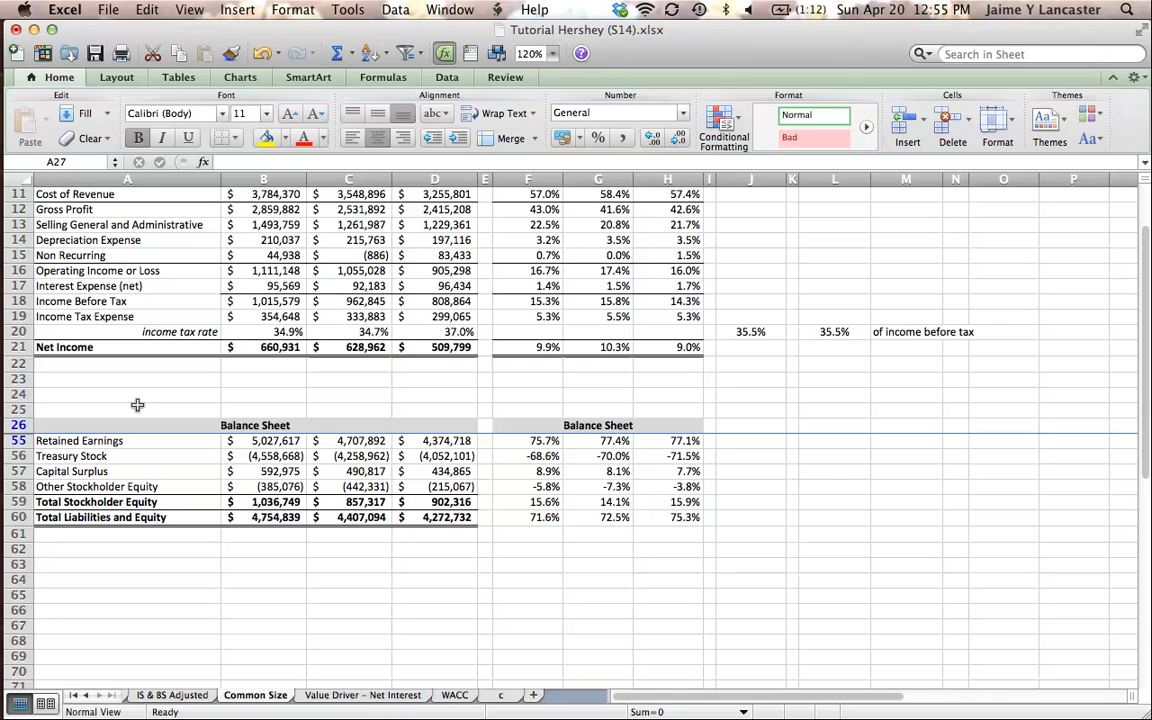 Excel File Edit View Insert Format Tools Data Window Help (1:12) Sun Apr 20 12:55 PM Jaime Y Lancaster
Tutorial Hershey (S14).xlsx
120% Search in Sheet
Home Layout Tables Charts SmartArt Formulas Data Review
Edit Font Alignment Number Format Cells Themes
Paste Fill Calibri (Body) 11 abc Wrap Text General Normal
Clear B I U A Merge % , Bad Conditional Formatting Insert Delete Format Themes Aa
A27 fx
A B C D E F G H I J K L M N O P
11 Cost of Revenue $ 3,784,370 $ 3,548,896 $ 3,255,801 57.0% 58.4% 57.4%
12 Gross Profit $ 2,859,882 $ 2,531,892 $ 2,415,208 43.0% 41.6% 42.6%
13 Selling General and Administrative $ 1,493,759 $ 1,261,987 $ 1,229,361 22.5% 20.8% 21.7%
14 Depreciation Expense $ 210,037 $ 215,763 $ 197,116 3.2% 3.5% 3.5%
15 Non Recurring $ 44,938 $ (886) $ 83,433 0.7% 0.0% 1.5%
16 Operating Income or Loss $ 1,111,148 $ 1,055,028 $ 905,298 16.7% 17.4% 16.0%
17 Interest Expense (net) $ 95,569 $ 92,183 $ 96,434 1.4% 1.5% 1.7%
18 Income Before Tax $ 1,015,579 $ 962,845 $ 808,864 15.3% 15.8% 14.3%
19 Income Tax Expense $ 354,648 $ 333,883 $ 299,065 5.3% 5.5% 5.3%
20 income tax rate 34.9% 34.7% 37.0% 35.5% 35.5% of income before tax
21 Net Income $ 660,931 $ 628,962 $ 509,799 9.9% 10.3% 9.0%
22
23
24
25
26 Balance Sheet Balance Sheet
55 Retained Earnings $ 5,027,617 $ 4,707,892 $ 4,374,718 75.7% 77.4% 77.1%
56 Treasury Stock $ (4,558,668) $ (4,258,962) $ (4,052,101) -68.6% -70.0% -71.5%
57 Capital Surplus $ 592,975 $ 490,817 $ 434,865 8.9% 8.1% 7.7%
58 Other Stockholder Equity $ (385,076) $ (442,331) $ (215,067) -5.8% -7.3% -3.8%
59 Total Stockholder Equity $ 1,036,749 $ 857,317 $ 902,316 15.6% 14.1% 15.9%
60 Total Liabilities and Equity $ 4,754,839 $ 4,407,094 $ 4,272,732 71.6% 72.5% 75.3%
61
62
63
64
65
66
67
68
69
70
71
IS & BS Adjusted Common Size Value Driver - Net Interest WACC c +
Normal View Ready Sum=0